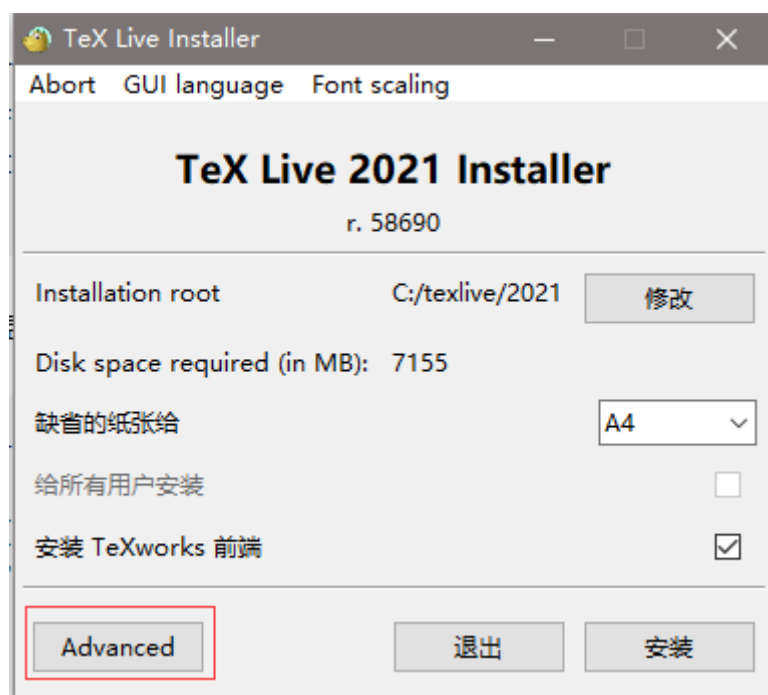 TeX Live Installer
Abort GUI language Font scaling
TeX Live 2021 Installer
r. 58690
Installation root C:/texlive/2021 修改
Disk space required (in MB): 7155
缺省的纸张给 A4
给所有用户安装
安装 TeXworks 前端
Advanced 退出 安装